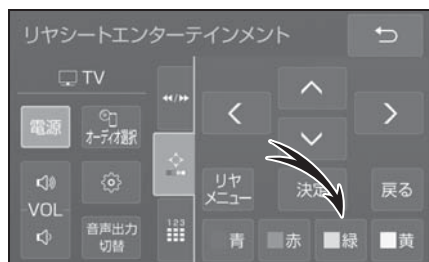 リヤシートエンターテインメント
TV
電源
オーディオ選択
VOL
音声出力
切替
123
リヤ
メニュー
決定
戻る
青
赤
緑
黄